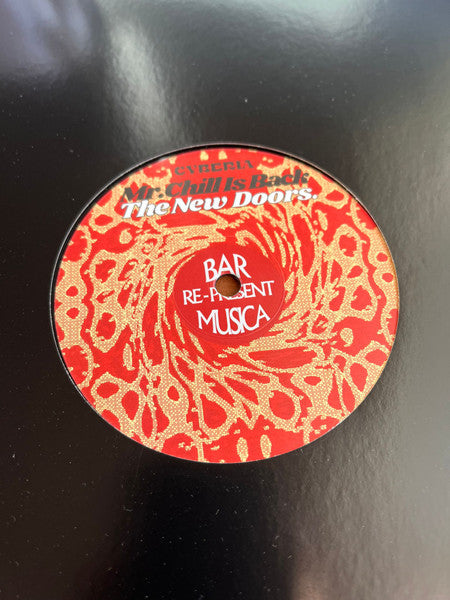 CYBERIA
Mr. Chill Is Back
The New Doors.
BAR
RE-PRESENT
MUSICA